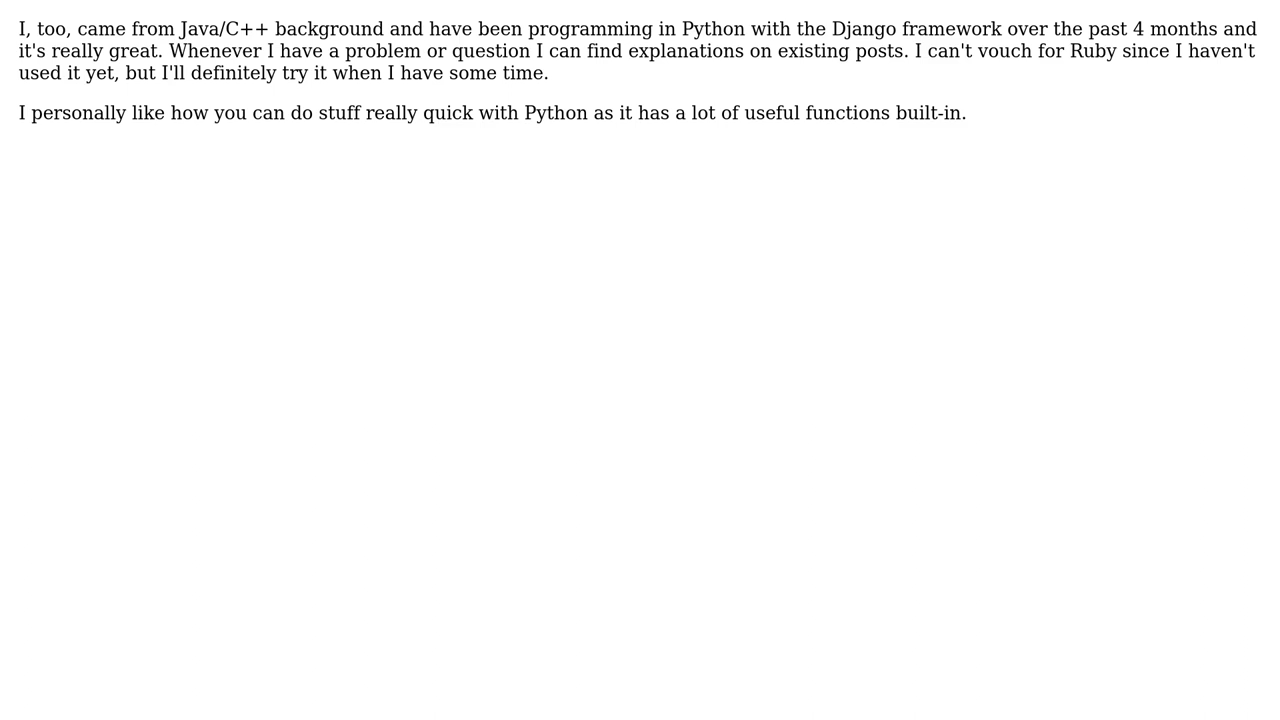 I, too, came from Java/C++ background and have been programming in Python with the Django framework over the past 4 months and
it's really great. Whenever I have a problem or question I can find explanations on existing posts. I can't vouch for Ruby since I haven't
used it yet, but I'll definitely try it when I have some time.
I personally like how you can do stuff really quick with Python as it has a lot of useful functions built-in.